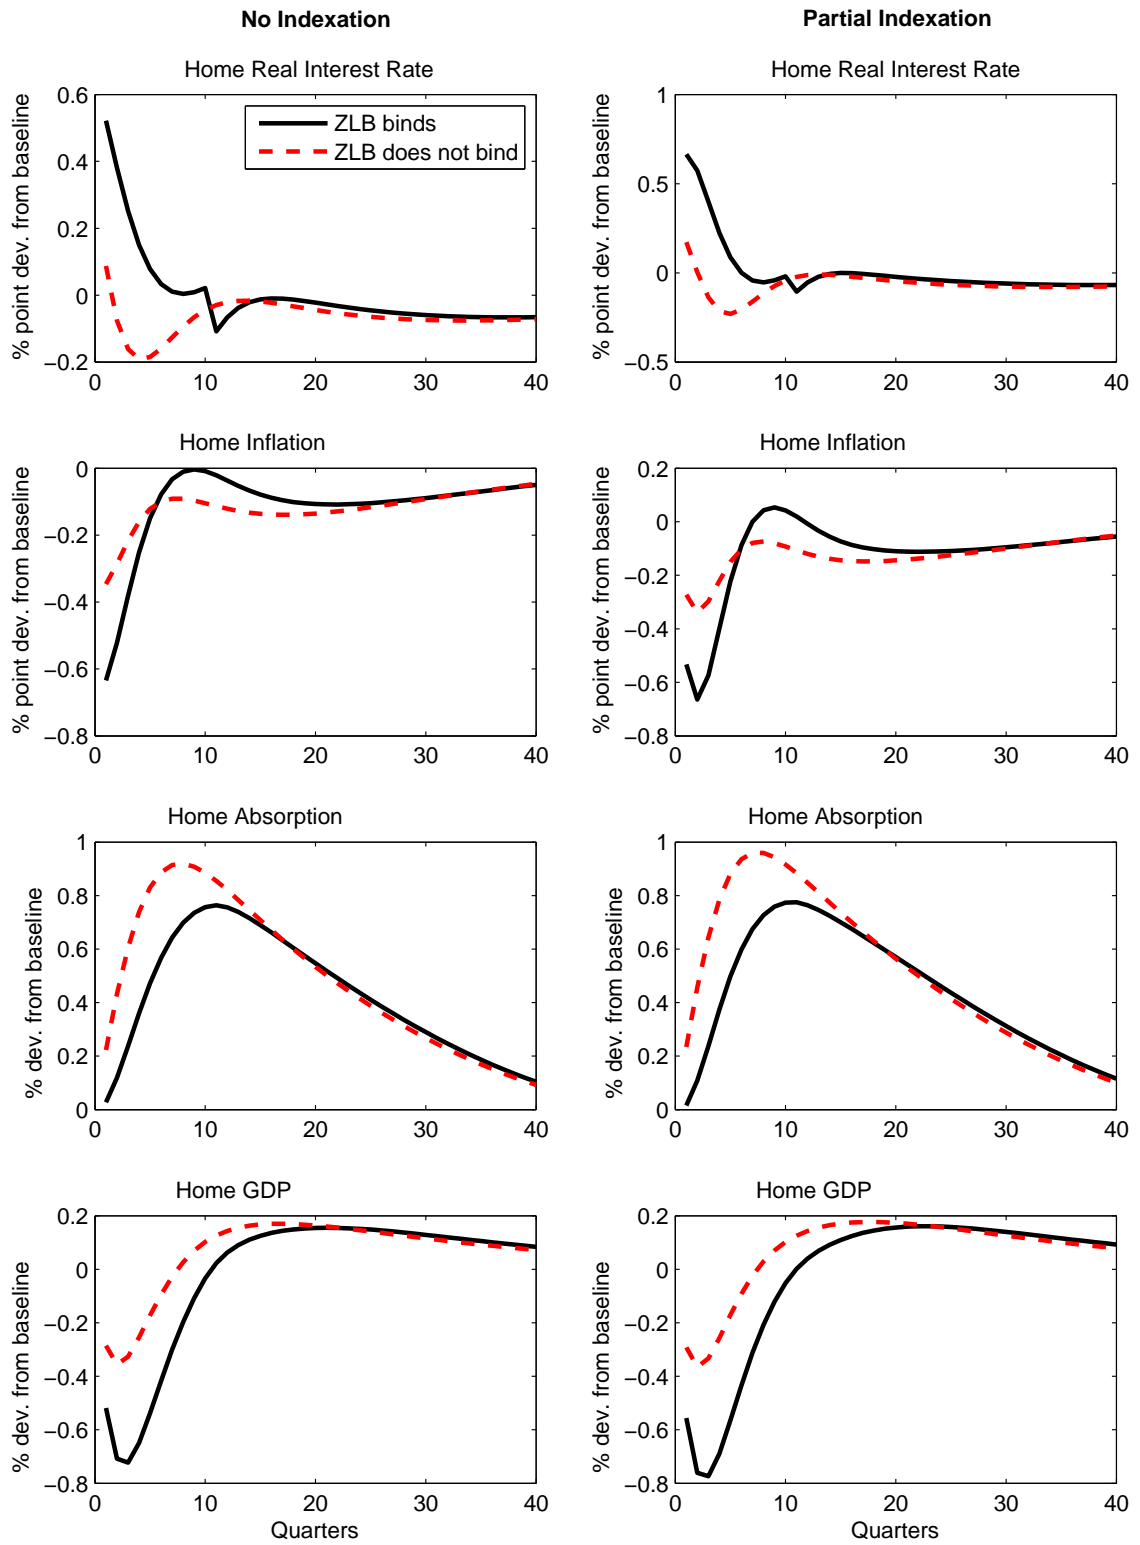 No Indexation
Partial Indexation
Home Real Interest Rate
% point dev. from baseline
0.6
0.4
0.2
0
−0.2
ZLB binds
ZLB does not bind
0 10 20 30 40
Home Real Interest Rate
% point dev. from baseline
1
0.5
0
−0.5
0 10 20 30 40
Home Inflation
% point dev. from baseline
0
−0.2
−0.4
−0.6
−0.8
0 10 20 30 40
Home Inflation
% point dev. from baseline
0.2
0
−0.2
−0.4
−0.6
−0.8
0 10 20 30 40
Home Absorption
% dev. from baseline
1
0.8
0.6
0.4
0.2
0
0 10 20 30 40
Home Absorption
% dev. from baseline
1
0.8
0.6
0.4
0.2
0
0 10 20 30 40
Home GDP
% dev. from baseline
0.2
0
−0.2
−0.4
−0.6
−0.8
0 10 20 30 40
Quarters
Home GDP
% dev. from baseline
0.2
0
−0.2
−0.4
−0.6
−0.8
0 10 20 30 40
Quarters